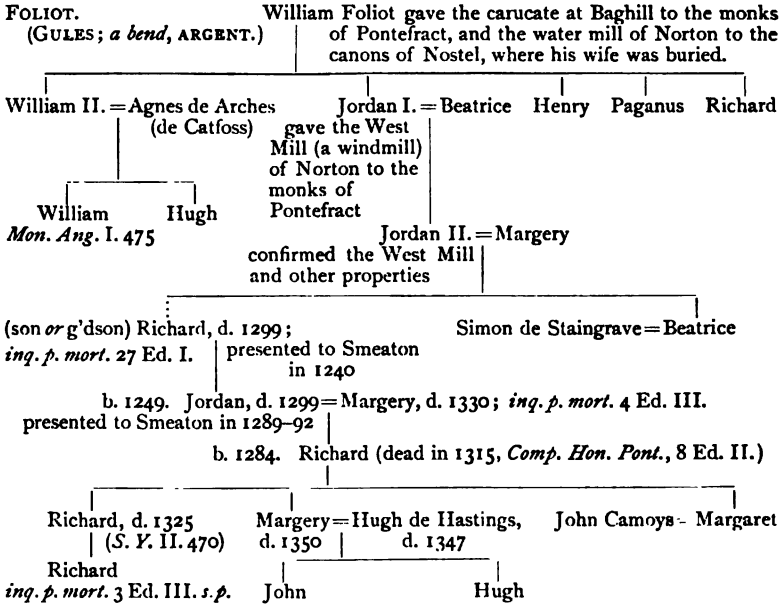 FOLIOT.
(GULES; a bend, ARGENT.)
William Foliot gave the carucate at Baghill to the monks
of Pontefract, and the water mill of Norton to the
canons of Nostel, where his wife was buried.
William II. = Agnes de Arches
(de Catfoss)
Jordan I. = Beatrice
Henry
Paganus
Richard
gave the West
Mill (a windmill)
of Norton to the
monks of
Pontefract
William
Hugh
Mon. Ang. I. 475
Jordan II. = Margery
confirmed the West Mill
and other properties
(son or g'dson) Richard, d. 1299;
inq. p. mort. 27 Ed. I.
presented to Smeaton
in 1240
Simon de Staingrave = Beatrice
b. 1249. Jordan, d. 1299 = Margery, d. 1330; inq. p. mort. 4 Ed. III.
presented to Smeaton in 1289–92
b. 1284. Richard (dead in 1315, Comp. Hon. Pont., 8 Ed. II.)
Richard, d. 1325
(S. Y. II. 470)
Margery = Hugh de Hastings,
d. 1350
d. 1347
John Camoys - Margaret
Richard
inq. p. mort. 3 Ed. III. s.p.
John
Hugh